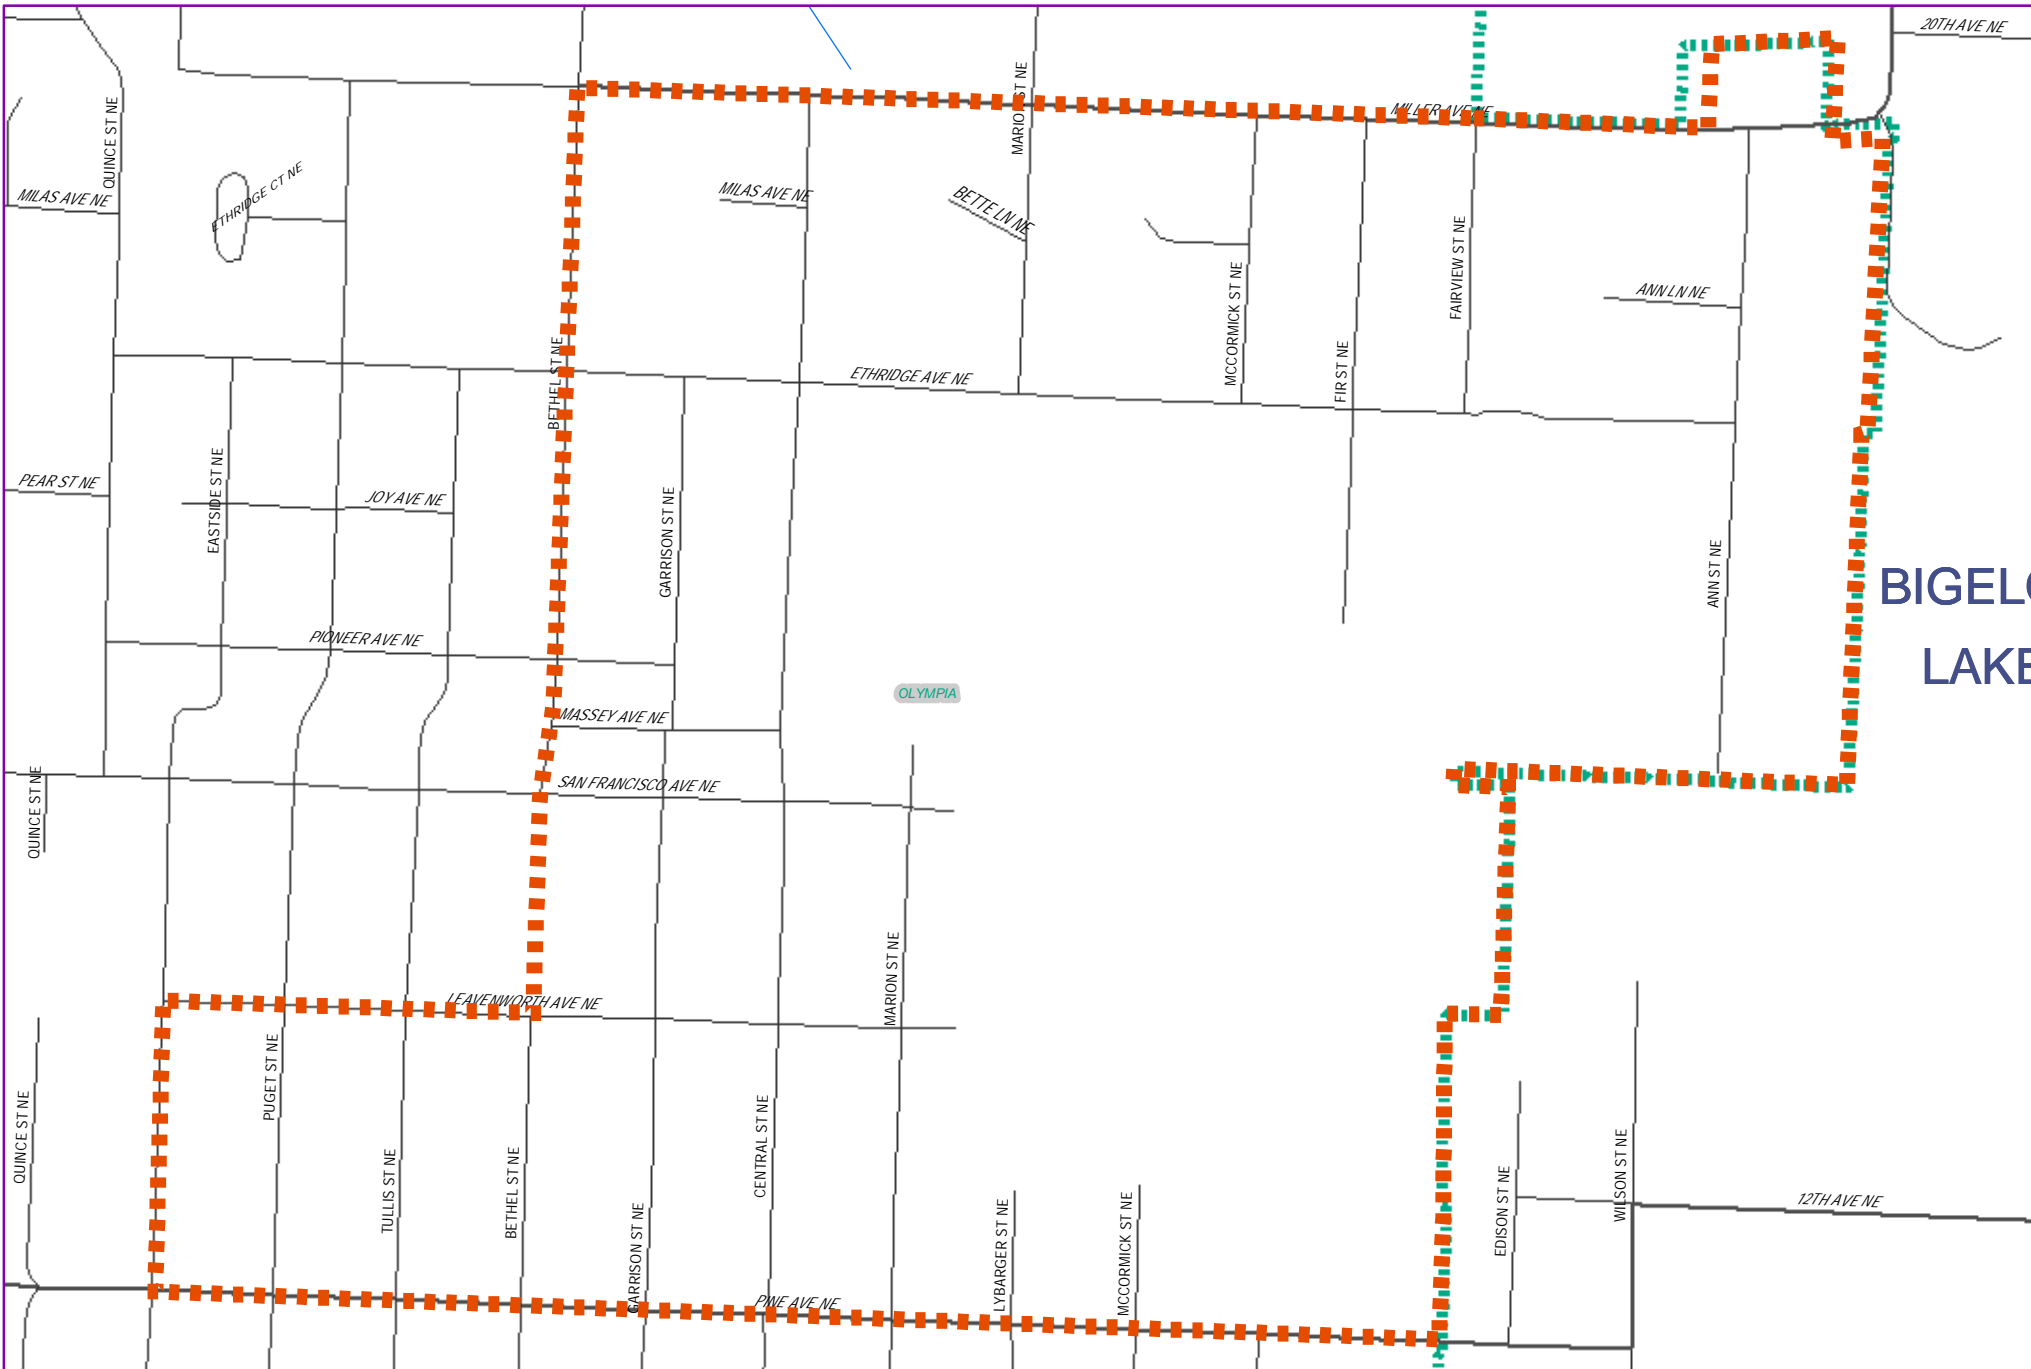 20TH AVE NE
MARION ST NE
MILLER AVE NE
QUINCE ST NE
MILAS AVE NE
ETHRIDGE CT NE
MILAS AVE NE
BETTE LN NE
FAIRVIEW ST NE
MCCORMICK ST NE
ANN LN NE
BETHEL ST NE
FIR ST NE
ETHRIDGE AVE NE
PEAR ST NE
EASTSIDE ST NE
JOY AVE NE
GARRISON ST NE
ANN ST NE
BIGELO
PIONEER AVE NE
LAKE
OLYMPIA
MASSEY AVE NE
SAN FRANCISCO AVE NE
QUINCE ST NE
MARION ST NE
LEAVENWORTH AVE NE
PUGET ST NE
QUINCE ST NE
CENTRAL ST NE
TULLIS ST NE
BETHEL ST NE
WILSON ST NE
EDISON ST NE
12TH AVE NE
GARRISON ST NE
LYBARGER ST NE
MCCORMICK ST NE
PINE AVE NE